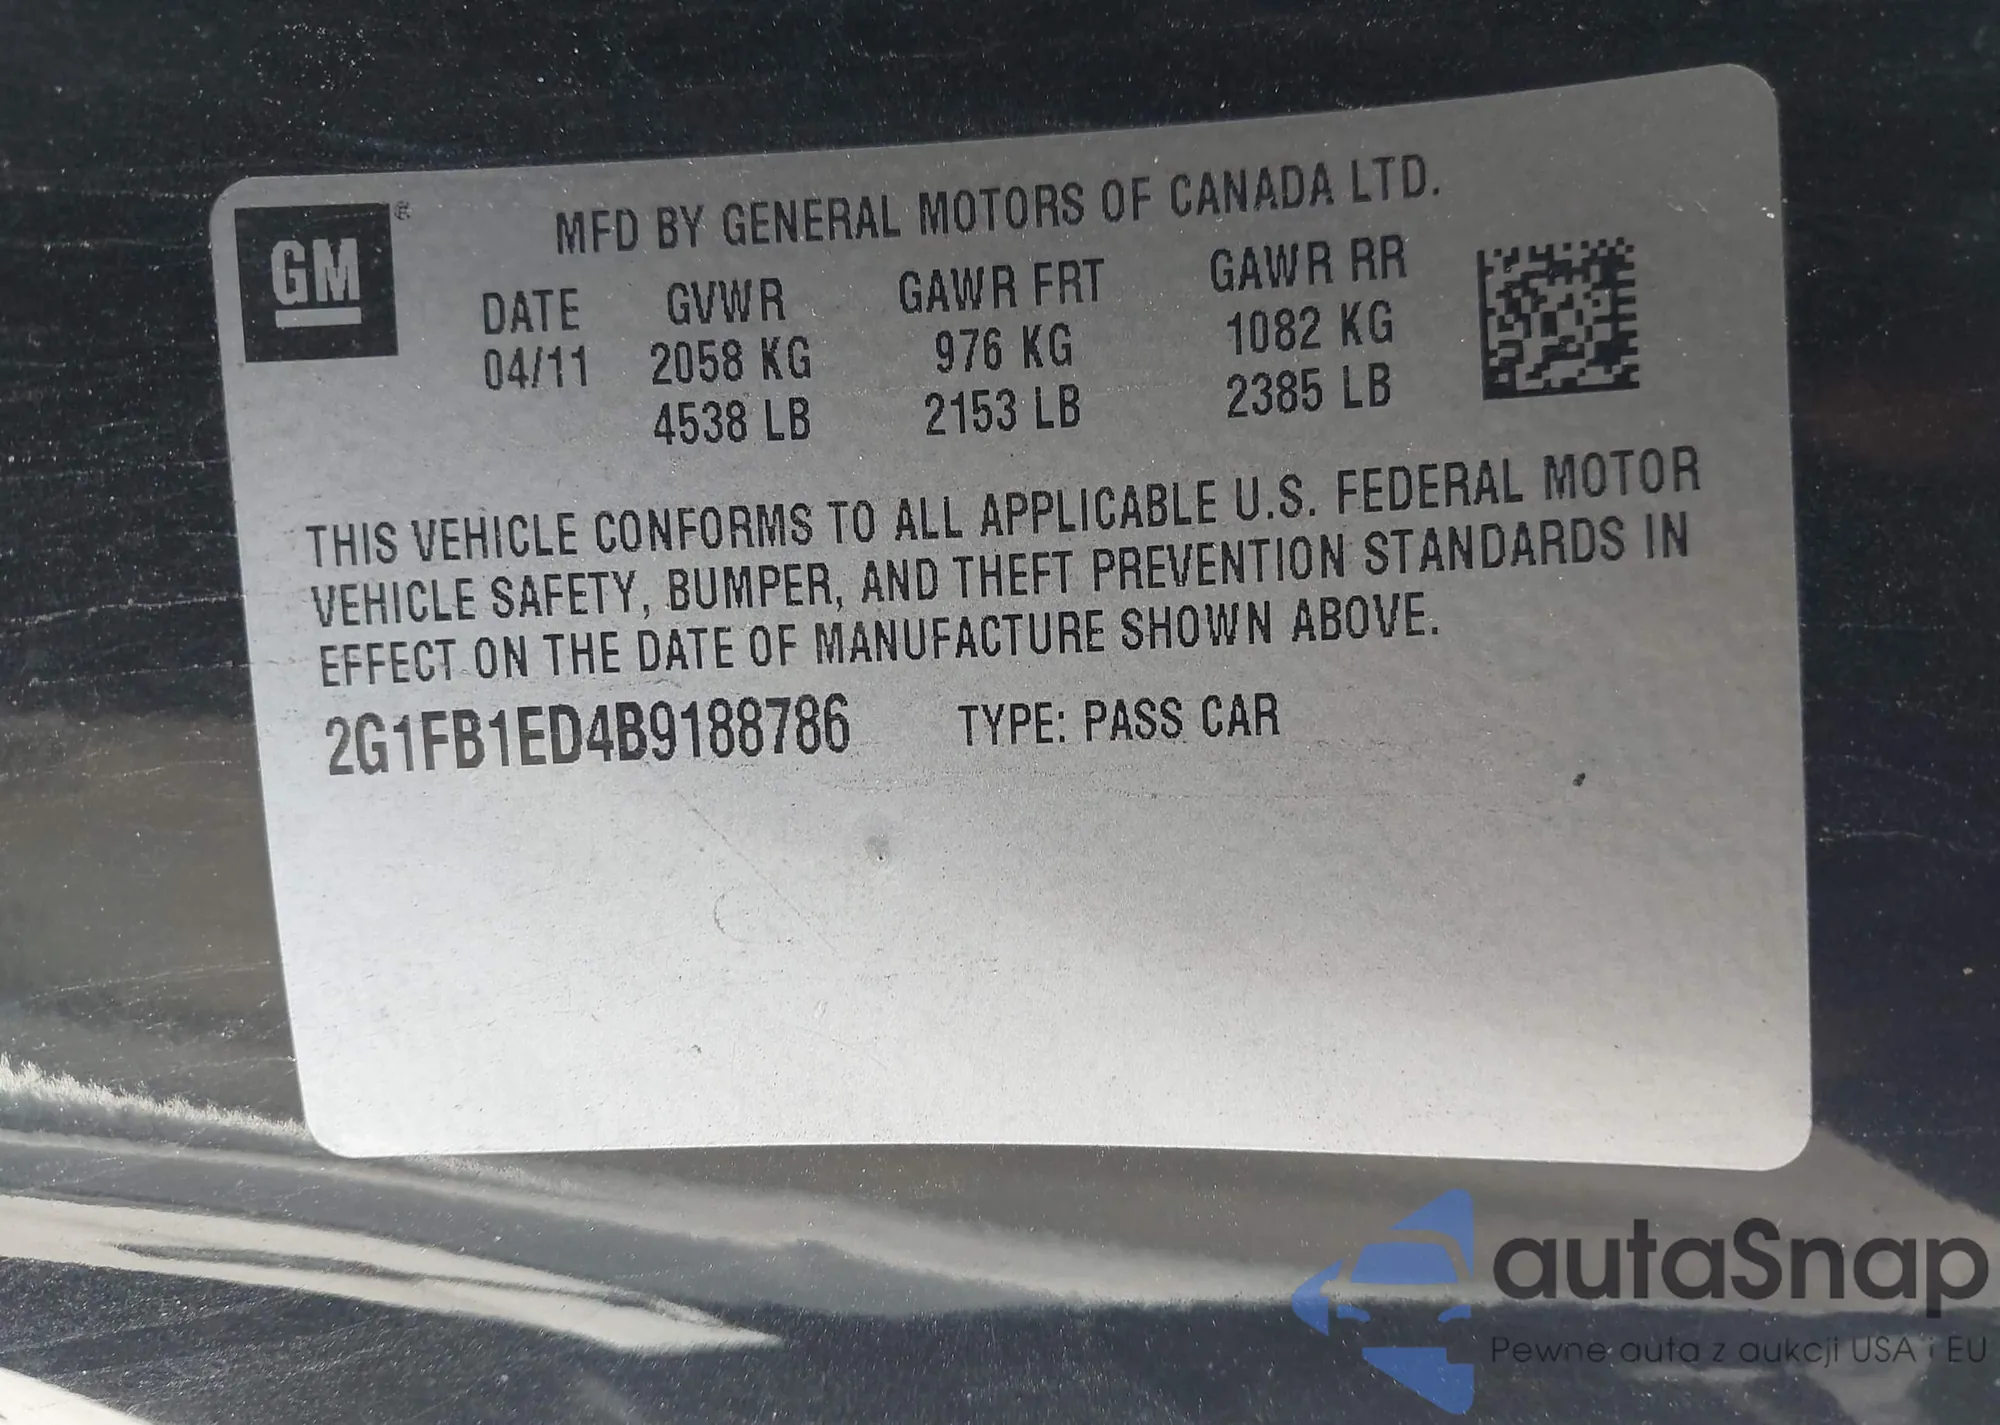 GM ®
MFD BY GENERAL MOTORS OF CANADA LTD.
DATE GVWR GAWR FRT GAWR RR
04/11 2058 KG 976 KG 1082 KG
4538 LB 2153 LB 2385 LB
THIS VEHICLE CONFORMS TO ALL APPLICABLE U.S. FEDERAL MOTOR
VEHICLE SAFETY, BUMPER, AND THEFT PREVENTION STANDARDS IN
EFFECT ON THE DATE OF MANUFACTURE SHOWN ABOVE.
2G1FB1ED4B9188786 TYPE: PASS CAR
autaSnap
Pewne auta z aukcji USA i EU